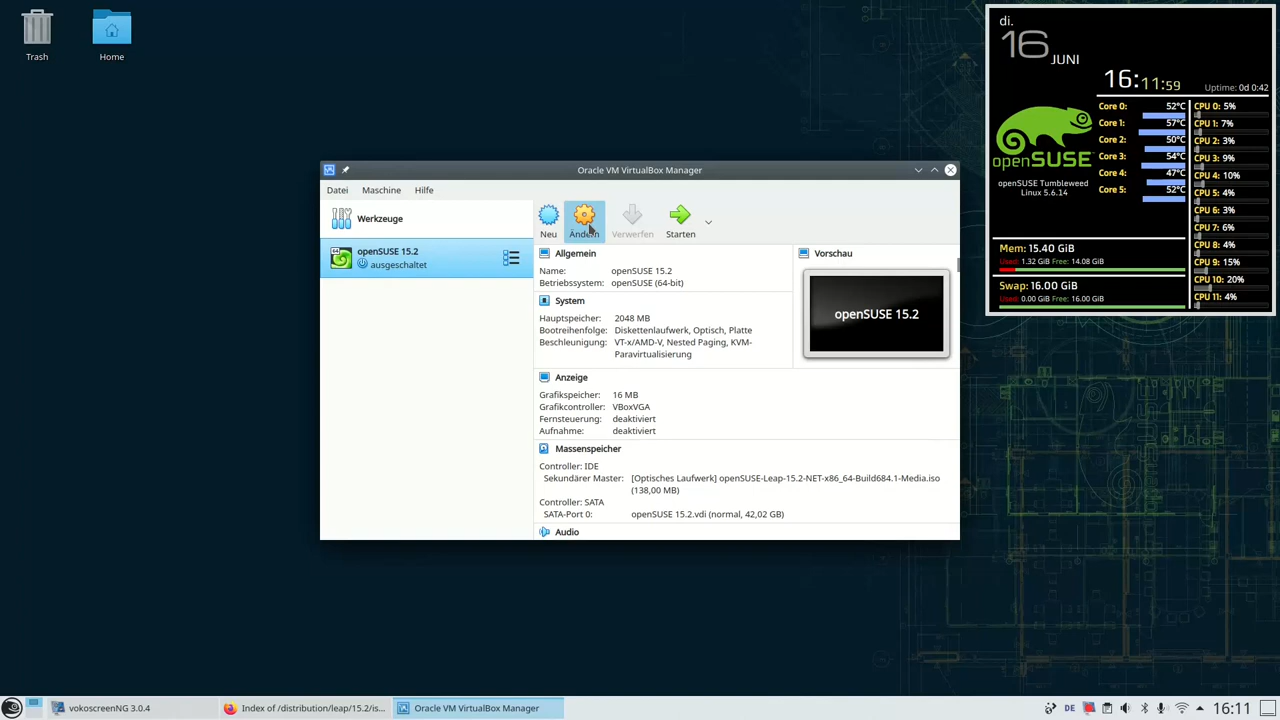 Trash
Home
di.
16
JUNI
16:11:59
Uptime: 0d 0:42
openSUSE
openSUSE Tumbleweed
Linux 5.6.14
Core 0: 52°C
Core 1: 57°C
Core 2: 50°C
Core 3: 54°C
Core 4: 47°C
Core 5: 52°C
CPU 0: 5%
CPU 1: 7%
CPU 2: 3%
CPU 3: 9%
CPU 4: 10%
CPU 5: 4%
CPU 6: 3%
CPU 7: 6%
CPU 8: 4%
CPU 9: 15%
CPU 10: 20%
CPU 11: 4%
Mem: 15.40 GiB
Used: 1.32 GiB Free: 14.08 GiB
Swap: 16.00 GiB
Used: 0.00 GiB Free: 16.00 GiB
Oracle VM VirtualBox Manager
Datei Maschine Hilfe
Werkzeuge
openSUSE 15.2
ausgeschaltet
Neu Ändern Verwerfen Starten
Allgemein
Name: openSUSE 15.2
Betriebssystem: openSUSE (64-bit)
System
Hauptspeicher: 2048 MB
Bootreihenfolge: Diskettenlaufwerk, Optisch, Platte
Beschleunigung: VT-x/AMD-V, Nested Paging, KVM-
Paravirtualisierung
Vorschau
openSUSE 15.2
Anzeige
Grafikspeicher: 16 MB
Grafikcontroller: VBoxVGA
Fernsteuerung: deaktiviert
Aufnahme: deaktiviert
Massenspeicher
Controller: IDE
Sekundärer Master: [Optisches Laufwerk] openSUSE-Leap-15.2-NET-x86_64-Build684.1-Media.iso
(138,00 MB)
Controller: SATA
SATA-Port 0: openSUSE 15.2.vdi (normal, 42,02 GB)
Audio
vokoscreenNG 3.0.4
Index of /distribution/leap/15.2/is...
Oracle VM VirtualBox Manager
DE
16:11